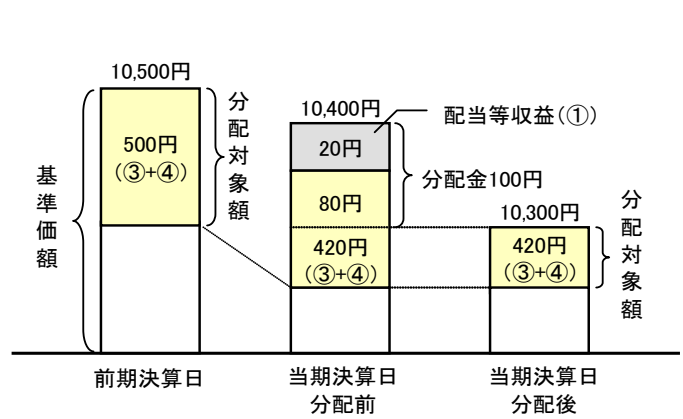 10,500円
500円
(③+④)
分配対象額
基準価額
10,400円
配当等収益(①)
20円
分配金100円
80円
420円
(③+④)
10,300円
420円
(③+④)
分配対象額
前期決算日
当期決算日
分配前
当期決算日
分配後